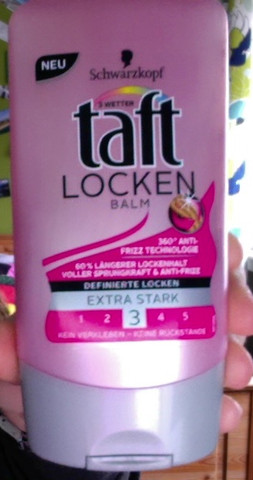 NEU
Schwarzkopf
3 WETTER
taft
LOCKEN
BALM
360° ANTI-
FRIZZ TECHNOLOGIE
60% LÄNGERER LOCKENHALT
VOLLER SPRUNGKRAFT & ANTI-FRIZZ
DEFINIERTE LOCKEN
EXTRA STARK
1 2 3 4 5
KEIN VERKLEBEN – KEINE RÜCKSTÄNDE